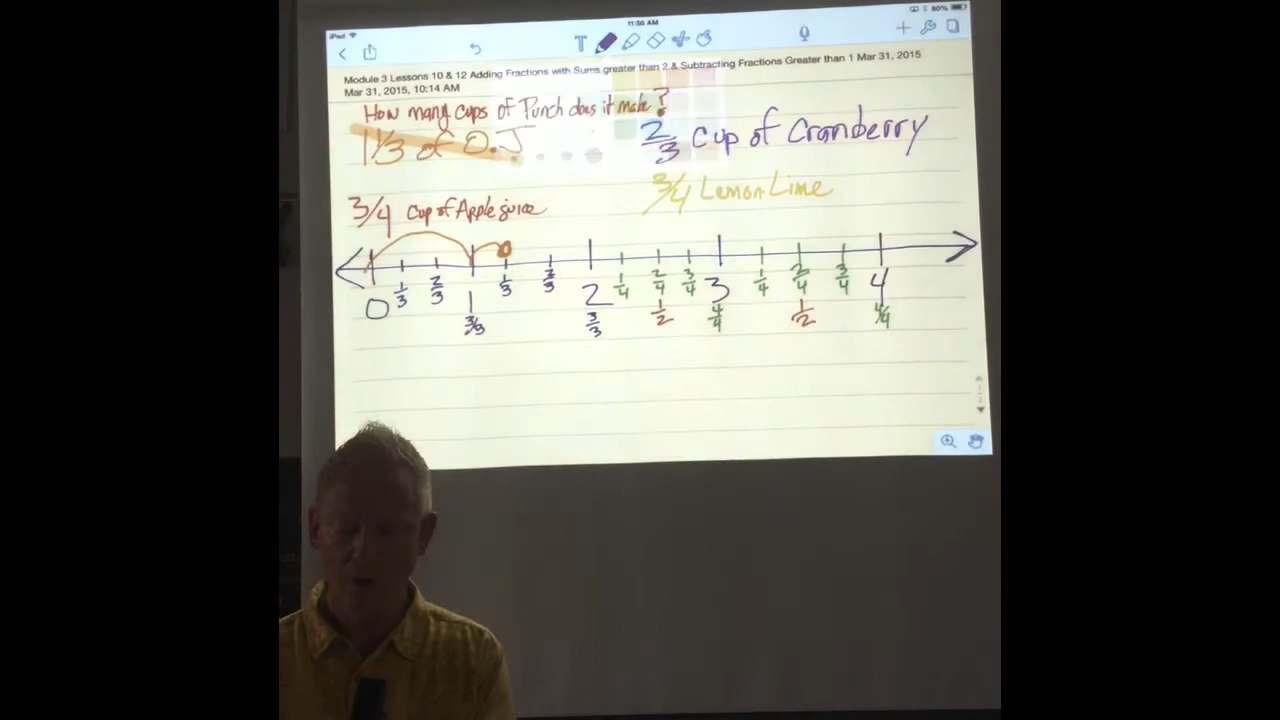 iPad
11:56 AM
80%
T
Module 3 Lessons 10 & 12 Adding Fractions with Sums greater than 2 & Subtracting Fractions Greater than 1 Mar 31, 2015
Mar 31, 2015, 10:14 AM
How many cups of Punch does it make?
1 1/3 of O.J
2/3 cup of Cranberry
3/4 Lemon Lime
3/4 cup of Apple juice
1/3 2/3 1/3 2/3 1/4 2/4 3/4 1/4 2/4 3/4
0 1 2 3 4
3/3 3/3 1/2 4/4 1/2 4/4